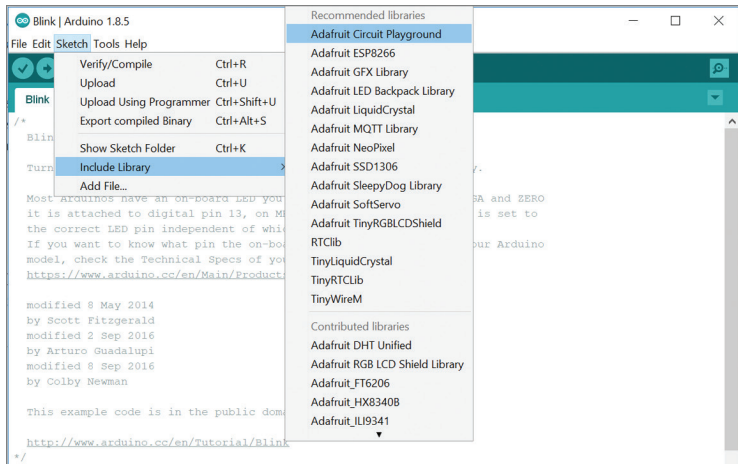 Blink | Arduino 1.8.5
File Edit Sketch Tools Help
Verify/Compile Ctrl+R
Upload Ctrl+U
Upload Using Programmer Ctrl+Shift+U
Export compiled Binary Ctrl+Alt+S
Show Sketch Folder Ctrl+K
Include Library
Add File...
Recommended libraries
Adafruit Circuit Playground
Adafruit ESP8266
Adafruit GFX Library
Adafruit LED Backpack Library
Adafruit LiquidCrystal
Adafruit MQTT Library
Adafruit NeoPixel
Adafruit SSD1306
Adafruit SleepyDog Library
Adafruit SoftServo
Adafruit TinyRGBLCDShield
RTClib
TinyLiquidCrystal
TinyRTCLib
TinyWireM
Contributed libraries
Adafruit DHT Unified
Adafruit RGB LCD Shield Library
Adafruit_FT6206
Adafruit_HX8340B
Adafruit_ILI9341
Blink
/*
Blin
Turn y.
Most Arduinos have an on-board LED you GA and ZERO
it is attached to digital pin 13, on M is set to
the correct LED pin independent of whic
If you want to know what pin the on-boa our Arduino
model, check the Technical Specs of yo
https://www.arduino.cc/en/Main/Product
modified 8 May 2014
by Scott Fitzgerald
modified 2 Sep 2016
by Arturo Guadalupi
modified 8 Sep 2016
by Colby Newman
This example code is in the public doma
http://www.arduino.cc/en/Tutorial/Blink
*/